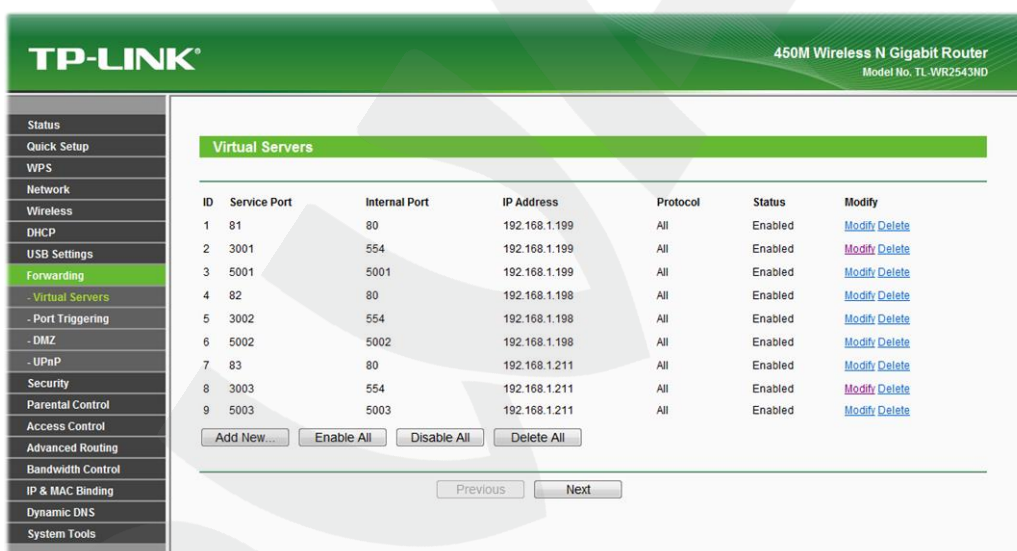 TP-LINK®
450M Wireless N Gigabit Router
Model No. TL-WR2543ND
Status
Quick Setup
WPS
Network
Wireless
DHCP
USB Settings
Forwarding
- Virtual Servers
- Port Triggering
- DMZ
- UPnP
Security
Parental Control
Access Control
Advanced Routing
Bandwidth Control
IP & MAC Binding
Dynamic DNS
System Tools
Virtual Servers
ID Service Port Internal Port IP Address Protocol Status Modify
1 81 80 192.168.1.199 All Enabled Modify Delete
2 3001 554 192.168.1.199 All Enabled Modify Delete
3 5001 5001 192.168.1.199 All Enabled Modify Delete
4 82 80 192.168.1.198 All Enabled Modify Delete
5 3002 554 192.168.1.198 All Enabled Modify Delete
6 5002 5002 192.168.1.198 All Enabled Modify Delete
7 83 80 192.168.1.211 All Enabled Modify Delete
8 3003 554 192.168.1.211 All Enabled Modify Delete
9 5003 5003 192.168.1.211 All Enabled Modify Delete
Add New... Enable All Disable All Delete All
Previous Next